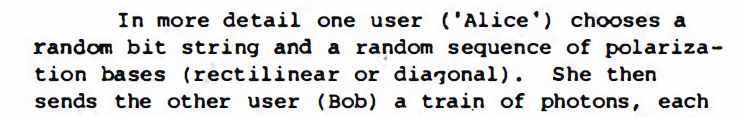 In more detail one user ('Alice') chooses a
random bit string and a random sequence of polariza-
tion bases (rectilinear or diagonal). She then
sends the other user (Bob) a train of photons, each